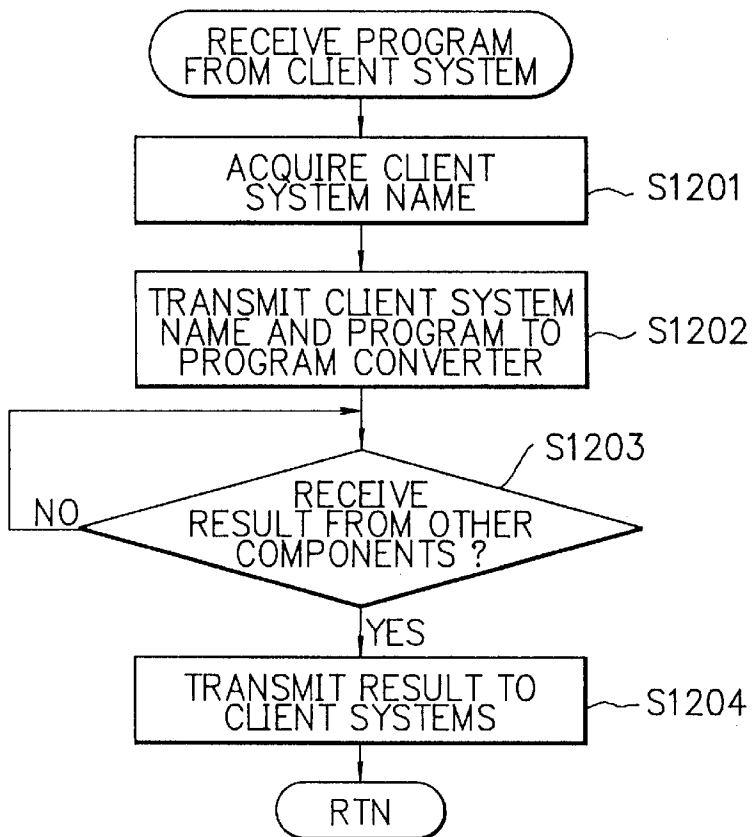 RECEIVE PROGRAM
FROM CLIENT SYSTEM
ACQUIRE CLIENT
SYSTEM NAME
S1201
TRANSMIT CLIENT SYSTEM
NAME AND PROGRAM TO
PROGRAM CONVERTER
S1202
S1203
RECEIVE
RESULT FROM OTHER
COMPONENTS ?
NO
YES
TRANSMIT RESULT TO
CLIENT SYSTEMS
S1204
RTN